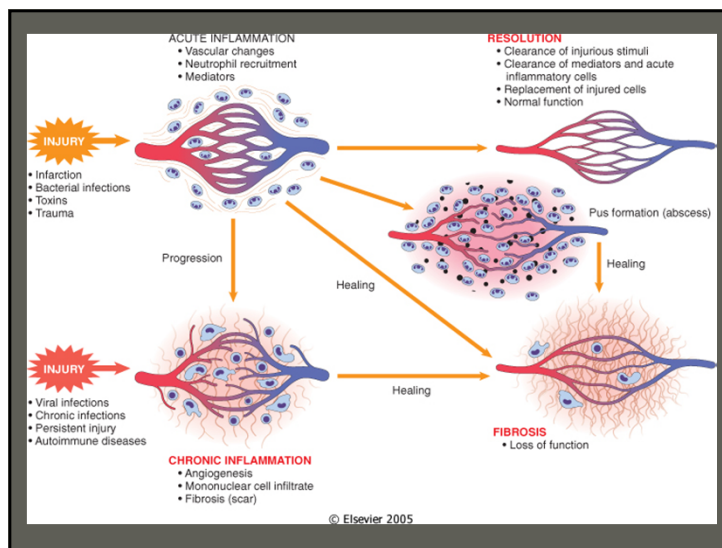 ACUTE INFLAMMATION
• Vascular changes
• Neutrophil recruitment
• Mediators
RESOLUTION
• Clearance of injurious stimuli
• Clearance of mediators and acute
inflammatory cells
• Replacement of injured cells
• Normal function
INJURY
• Infarction
• Bacterial infections
• Toxins
• Trauma
Pus formation (abscess)
Progression
Healing
Healing
INJURY
• Viral infections
• Chronic infections
• Persistent injury
• Autoimmune diseases
Healing
FIBROSIS
• Loss of function
CHRONIC INFLAMMATION
• Angiogenesis
• Mononuclear cell infiltrate
• Fibrosis (scar)
© Elsevier 2005